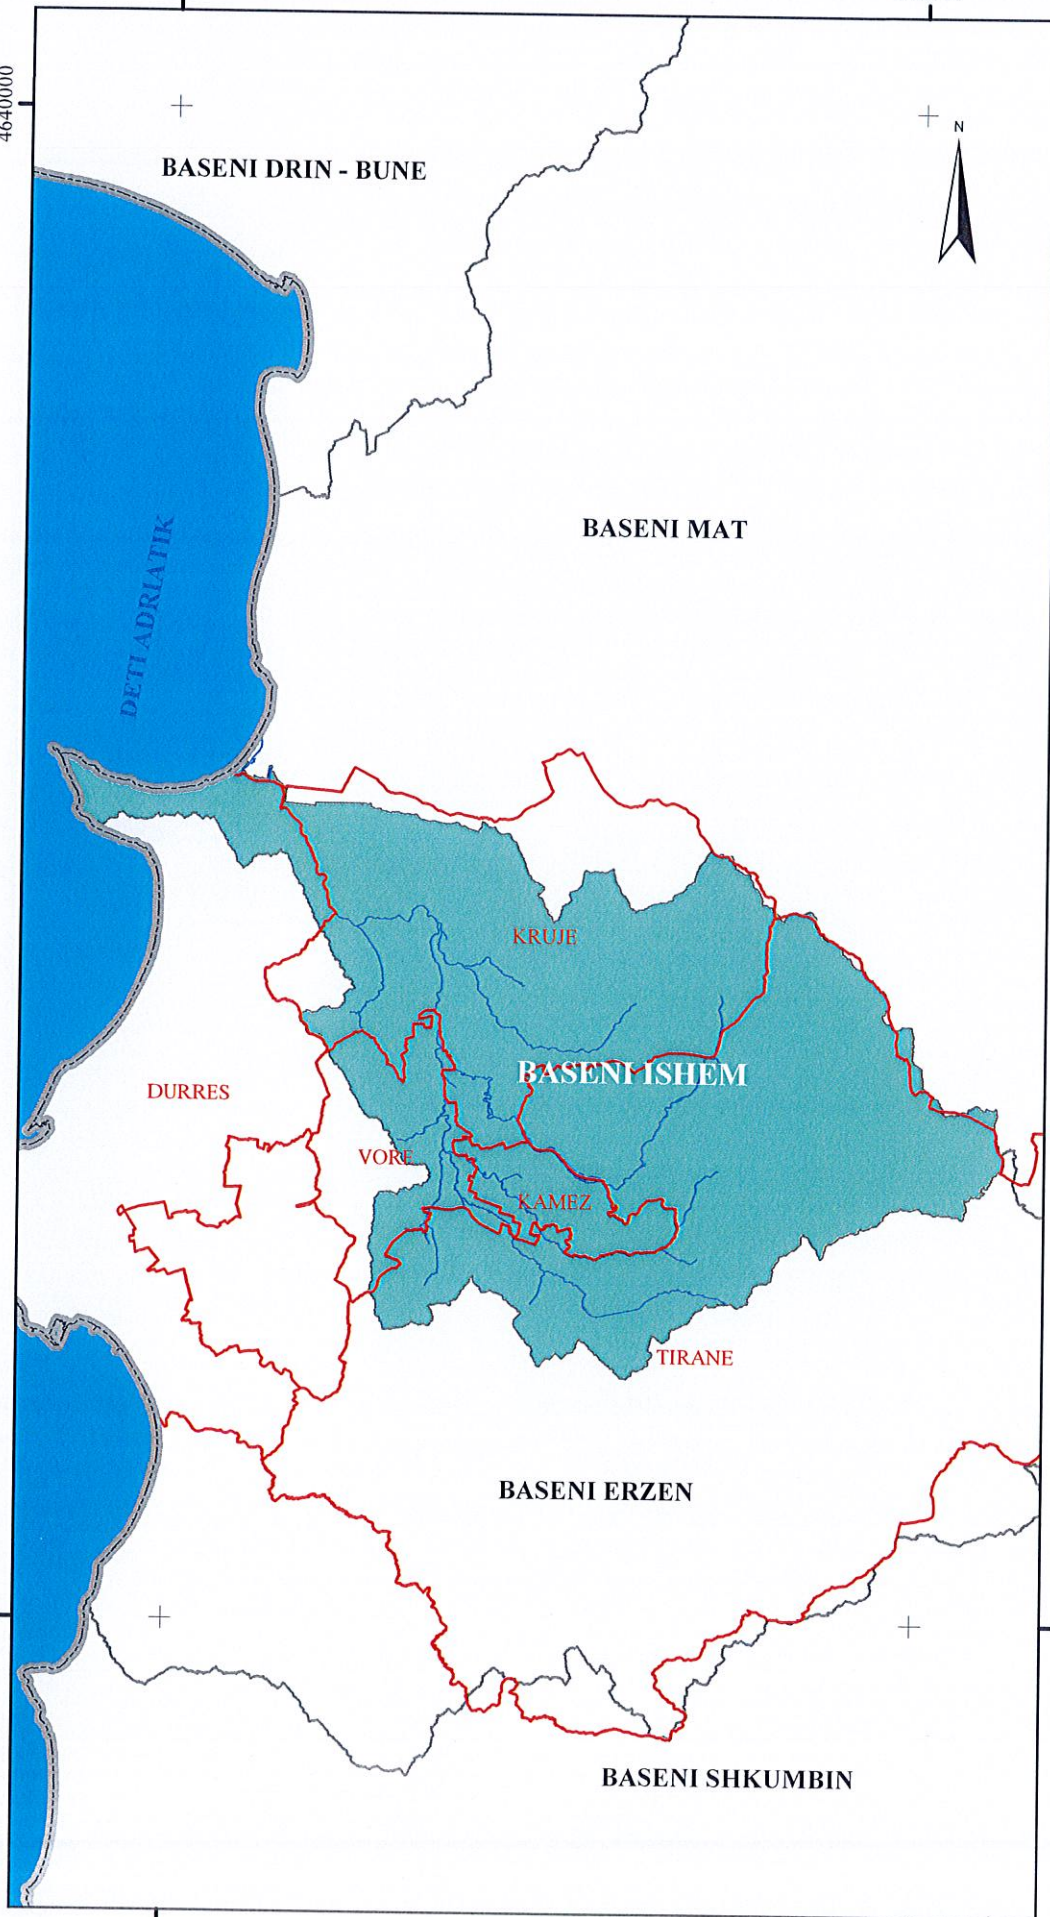 4640000
N
BASENI DRIN - BUNE
BASENI MAT
DETI ADRIATIK
KRUJE
BASENI ISHEM
DURRES
VORE
KAMEZ
TIRANE
BASENI ERZEN
BASENI SHKUMBIN